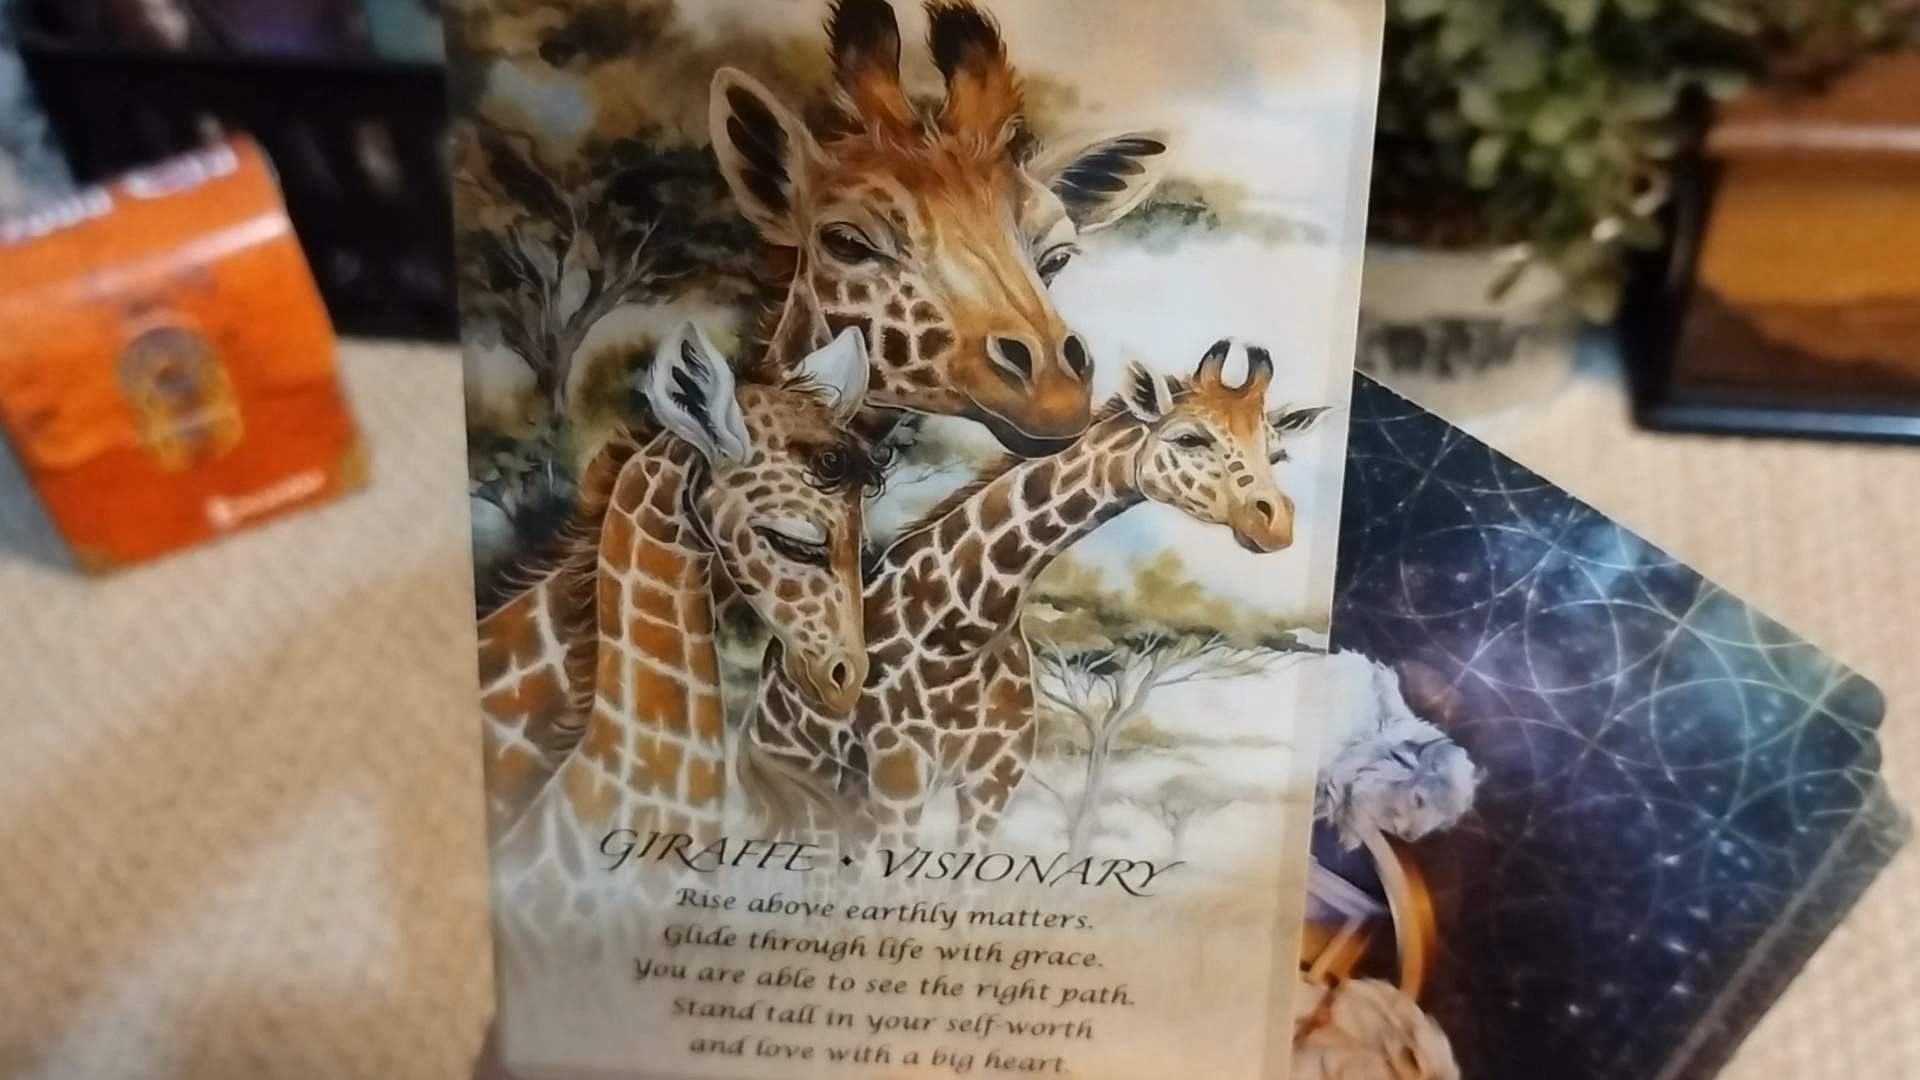 GIRAFFE • VISIONARY
Rise above earthly matters.
Glide through life with grace.
You are able to see the right path.
Stand tall in your self-worth
and love with a big heart.